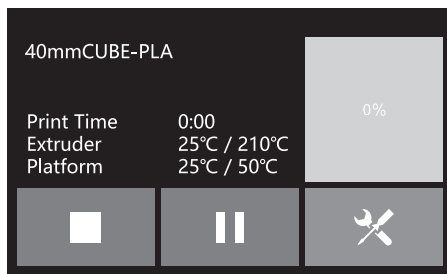 40mmCUBE-PLA
0%
Print Time 0:00
Extruder 25℃ / 210℃
Platform 25℃ / 50℃